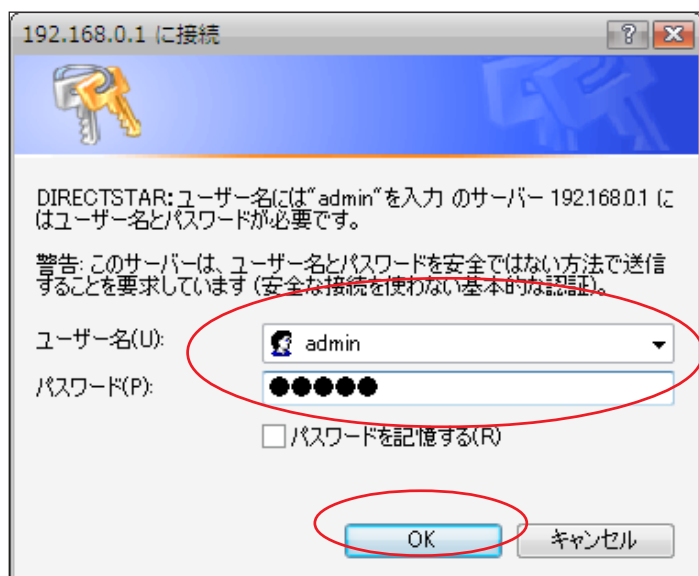 192.168.0.1 に接続
DIRECTSTAR: ユーザー名には"admin"を入力 のサーバー 192.168.0.1 に
はユーザー名とパスワードが必要です。
警告: このサーバーは、ユーザー名とパスワードを安全ではない方法で送信
することを要求しています (安全な接続を使わない基本的な認証)。
ユーザー名(U):
admin
パスワード(P):
●●●●●
パスワードを記憶する(R)
OK
キャンセル